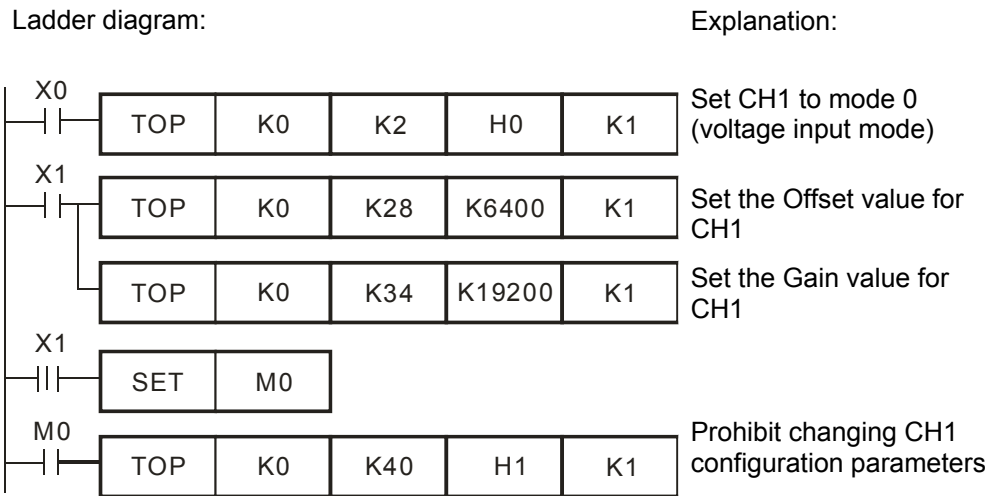 Ladder diagram: Explanation:
X0
TOP K0 K2 H0 K1
Set CH1 to mode 0
(voltage input mode)
X1
TOP K0 K28 K6400 K1
Set the Offset value for
CH1
TOP K0 K34 K19200 K1
Set the Gain value for
CH1
X1
SET M0
M0
TOP K0 K40 H1 K1
Prohibit changing CH1
configuration parameters